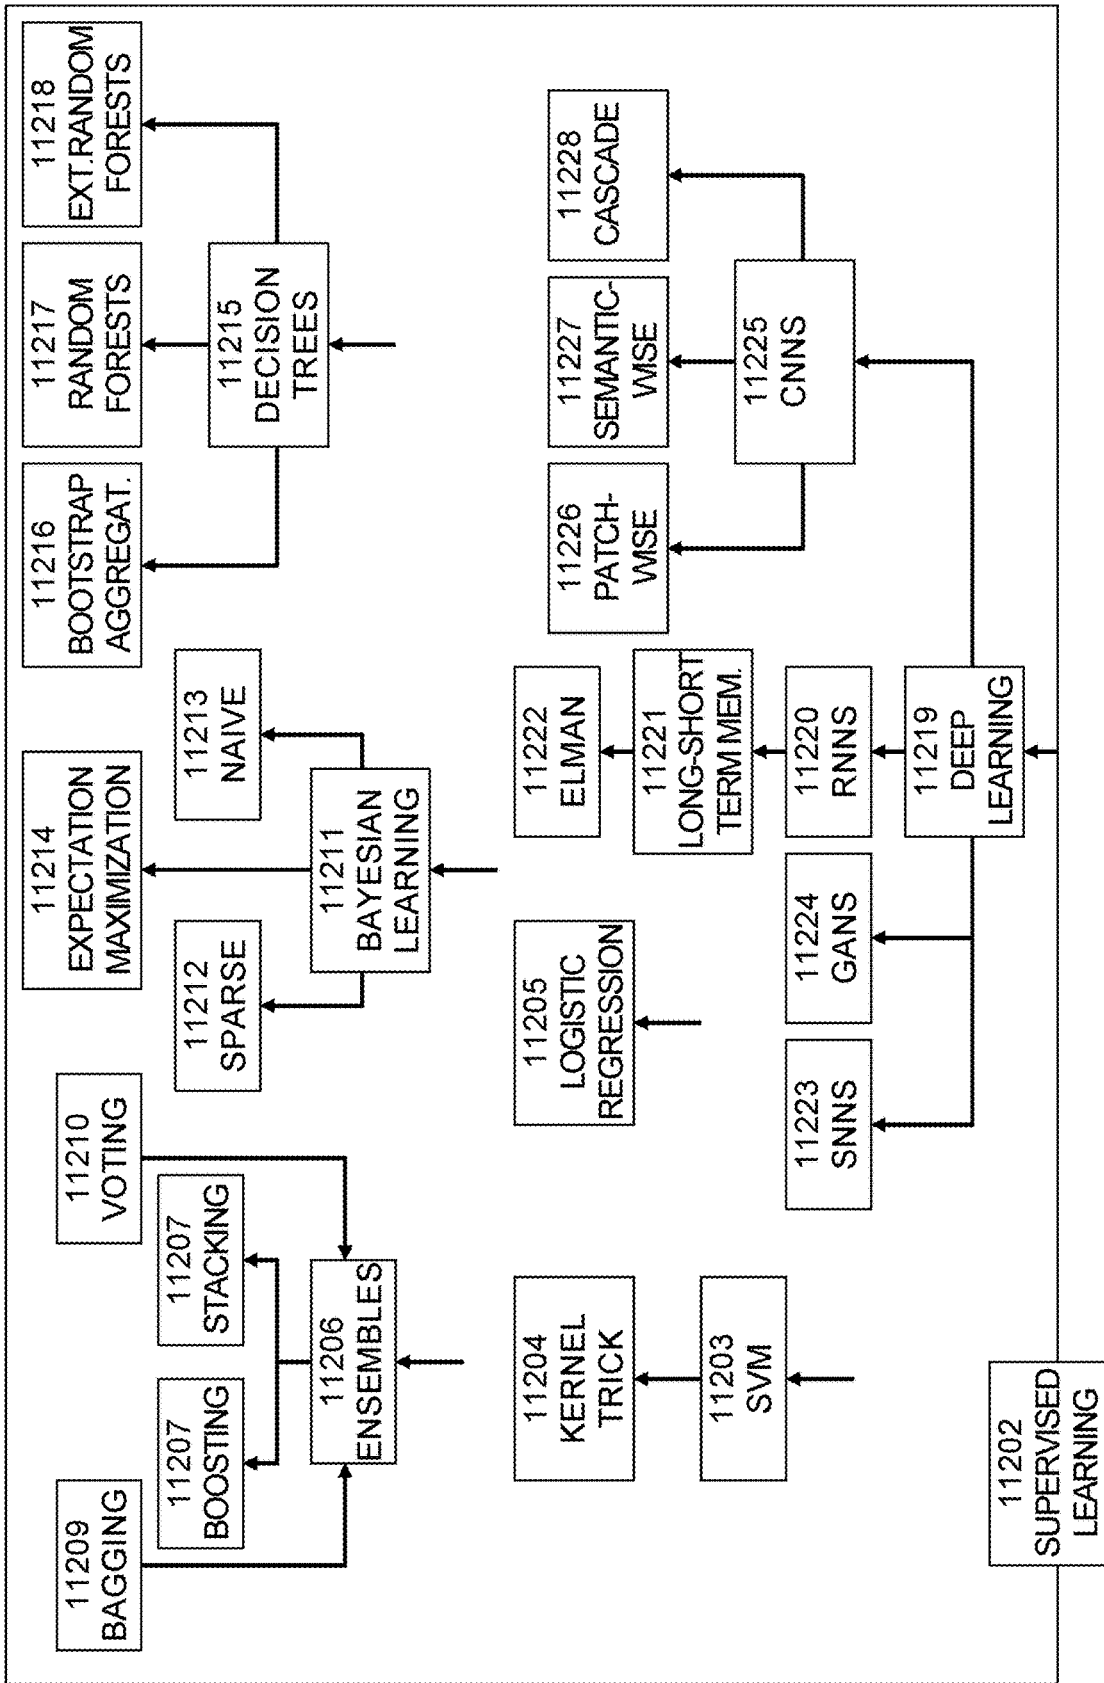 11209
BAGGING
11207
BOOSTING
11207
STACKING
11210
VOTING
11206
ENSEMBLES
11212
SPARSE
11214
EXPECTATION
MAXIMIZATION
11213
NAIVE
11211
BAYESIAN
LEARNING
11216
BOOTSTRAP
AGGREGAT.
11217
RANDOM
FORESTS
11218
EXT.RANDOM
FORESTS
11215
DECISION
TREES
11204
KERNEL
TRICK
11203
SVM
11205
LOGISTIC
REGRESSION
11222
ELMAN
11221
LONG-SHORT
TERM MEM.
11220
RNNS
11223
SNNS
11224
GANS
11219
DEEP
LEARNING
11226
PATCH-
WISE
11227
SEMANTIC-
WISE
11228
CASCADE
11225
CNNS
11202
SUPERVISED
LEARNING